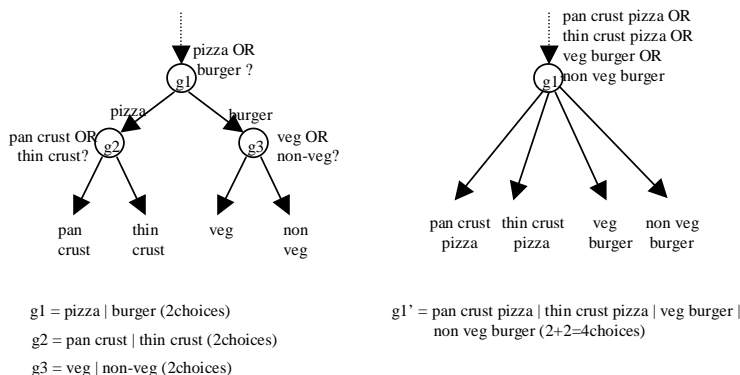 pizza OR
burger ?
g1
pizza
burger
pan crust OR
thin crust?
g2
g3
veg OR
non-veg?
pan
crust
thin
crust
veg
non
veg
g1 = pizza | burger (2choices)
g2 = pan crust | thin crust (2choices)
g3 = veg | non-veg (2choices)
pan crust pizza OR
thin crust pizza OR
veg burger OR
non veg burger
g1
pan crust
pizza
thin crust
pizza
veg
burger
non veg
burger
g1’ = pan crust pizza | thin crust pizza | veg burger |
non veg burger (2+2=4choices)